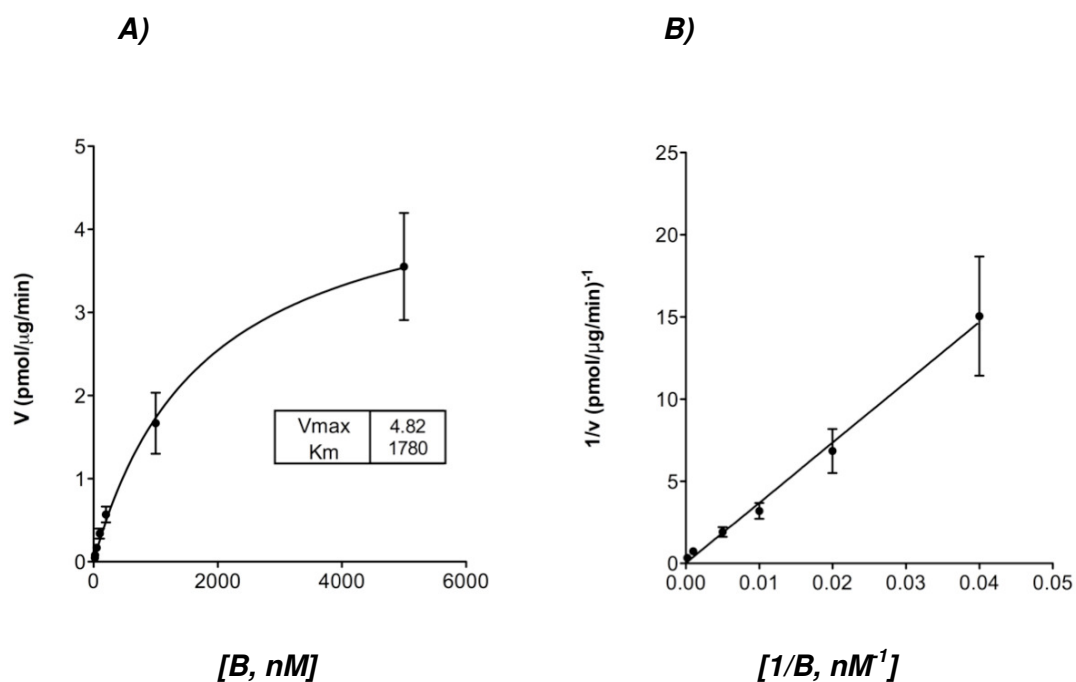 A)
B)
V (pmol/µg/min)
5
4
3
2
1
0
Vmax 4.82
Km 1780
0 2000 4000 6000
[B, nM]
1/v (pmol/µg/min)⁻¹
25
20
15
10
5
0
0.00 0.01 0.02 0.03 0.04 0.05
[1/B, nM⁻¹]